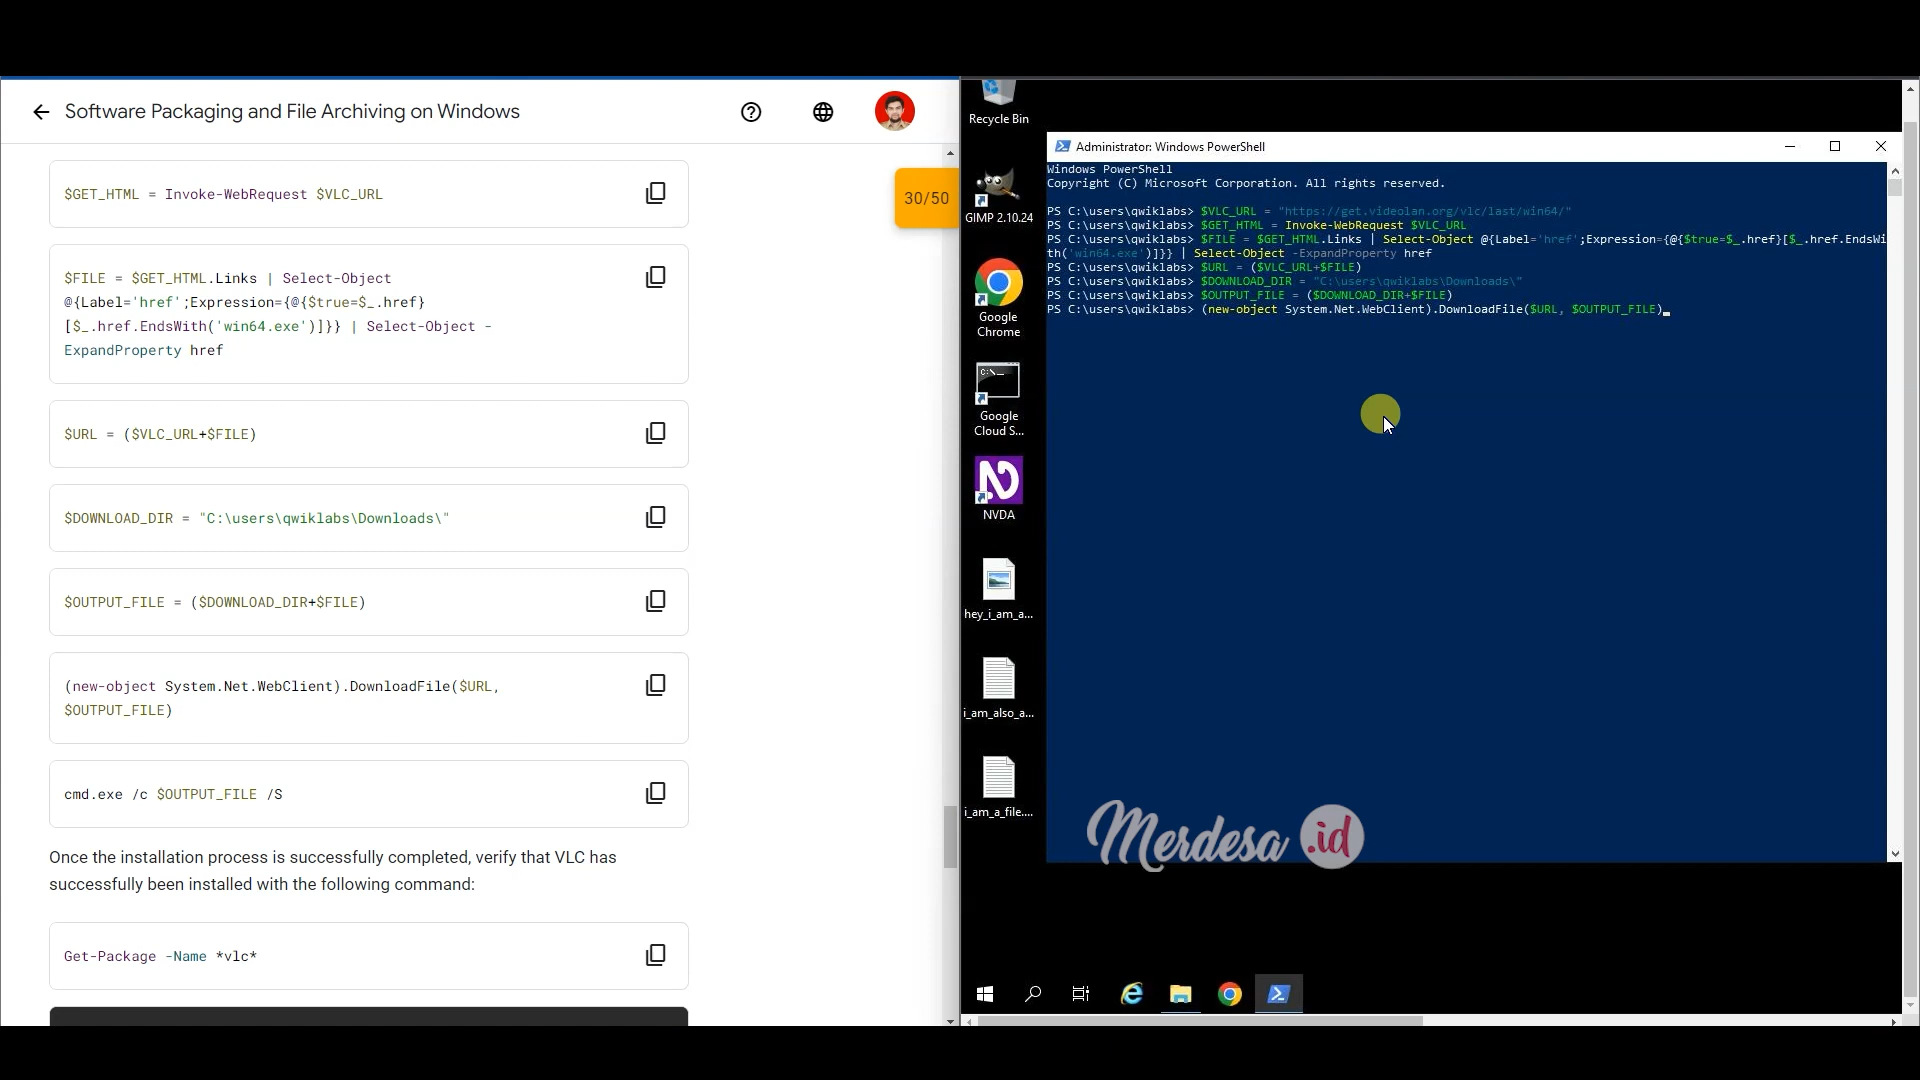 Software Packaging and File Archiving on Windows
30/50
$GET_HTML = Invoke-WebRequest $VLC_URL
$FILE = $GET_HTML.Links | Select-Object
@{Label='href';Expression={@{$true=$_.href}
[$_.href.EndsWith('win64.exe')]}} | Select-Object -
ExpandProperty href
$URL = ($VLC_URL+$FILE)
$DOWNLOAD_DIR = "C:\users\qwiklabs\Downloads\"
$OUTPUT_FILE = ($DOWNLOAD_DIR+$FILE)
(new-object System.Net.WebClient).DownloadFile($URL,
$OUTPUT_FILE)
cmd.exe /c $OUTPUT_FILE /S
Once the installation process is successfully completed, verify that VLC has
successfully been installed with the following command:
Get-Package -Name *vlc*
Recycle Bin
GIMP 2.10.24
Google
Chrome
Google
Cloud S...
NVDA
hey_i_am_a...
i_am_also_a...
i_am_a_file....
Administrator: Windows PowerShell
Windows PowerShell
Copyright (C) Microsoft Corporation. All rights reserved.
PS C:\users\qwiklabs> $VLC_URL = "https://get.videolan.org/vlc/last/win64/"
PS C:\users\qwiklabs> $GET_HTML = Invoke-WebRequest $VLC_URL
PS C:\users\qwiklabs> $FILE = $GET_HTML.Links | Select-Object @{Label='href';Expression={@{$true=$_.href}[$_.href.EndsWi
th('win64.exe')]}} | Select-Object -ExpandProperty href
PS C:\users\qwiklabs> $URL = ($VLC_URL+$FILE)
PS C:\users\qwiklabs> $DOWNLOAD_DIR = "C:\users\qwiklabs\Downloads\"
PS C:\users\qwiklabs> $OUTPUT_FILE = ($DOWNLOAD_DIR+$FILE)
PS C:\users\qwiklabs> (new-object System.Net.WebClient).DownloadFile($URL, $OUTPUT_FILE)_
Merdesa .id